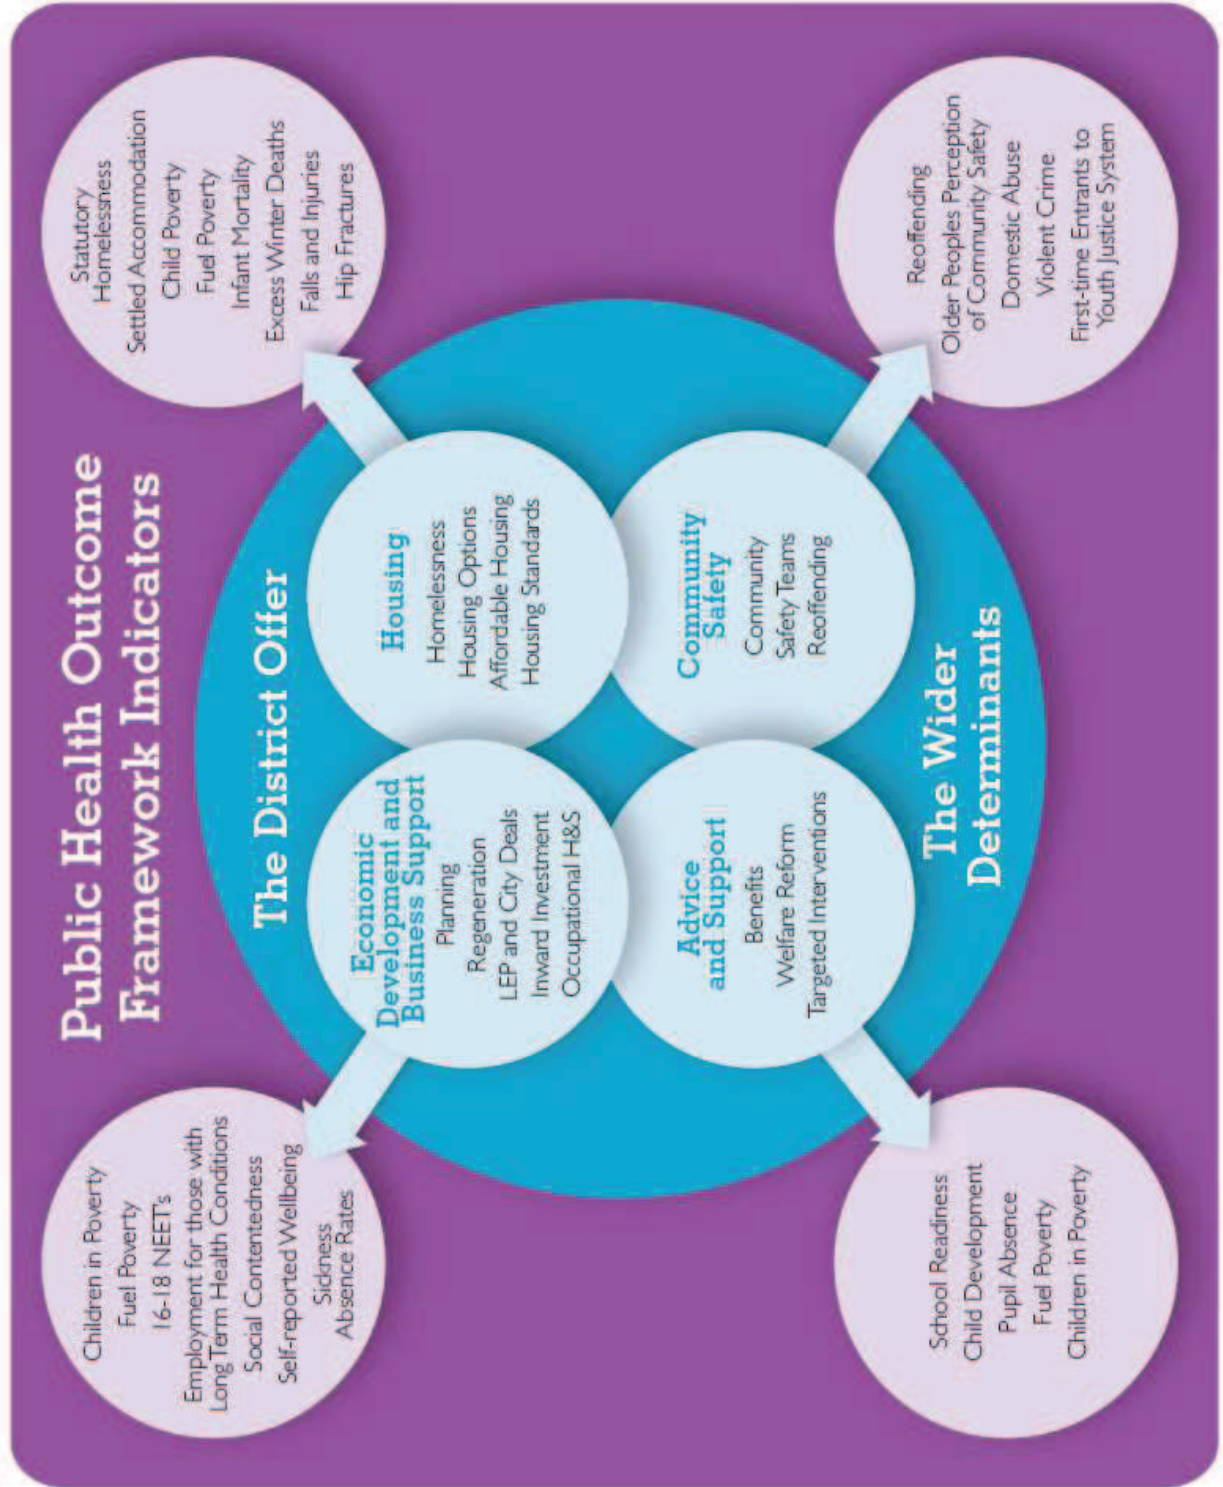 Public Health Outcome
Framework Indicators
Children in Poverty
Fuel Poverty
16-18 NEETs
Employment for those with
Long Term Health Conditions
Social Contentedness
Self-reported Wellbeing
Sickness
Absence Rates
Statutory
Homelessness
Settled Accommodation
Child Poverty
Fuel Poverty
Infant Mortality
Excess Winter Deaths
Falls and Injuries
Hip Fractures
The District Offer
Economic
Development and
Business Support
Planning
Regeneration
LEP and City Deals
Inward Investment
Occupational H&S
Housing
Homelessness
Housing Options
Affordable Housing
Housing Standards
Advice
and Support
Benefits
Welfare Reform
Targeted Interventions
Community
Safety
Community
Safety Teams
Reoffending
The Wider
Determinants
School Readiness
Child Development
Pupil Absence
Fuel Poverty
Children in Poverty
Reoffending
Older Peoples Perception
of Community Safety
Domestic Abuse
Violent Crime
First-time Entrants to
Youth Justice System